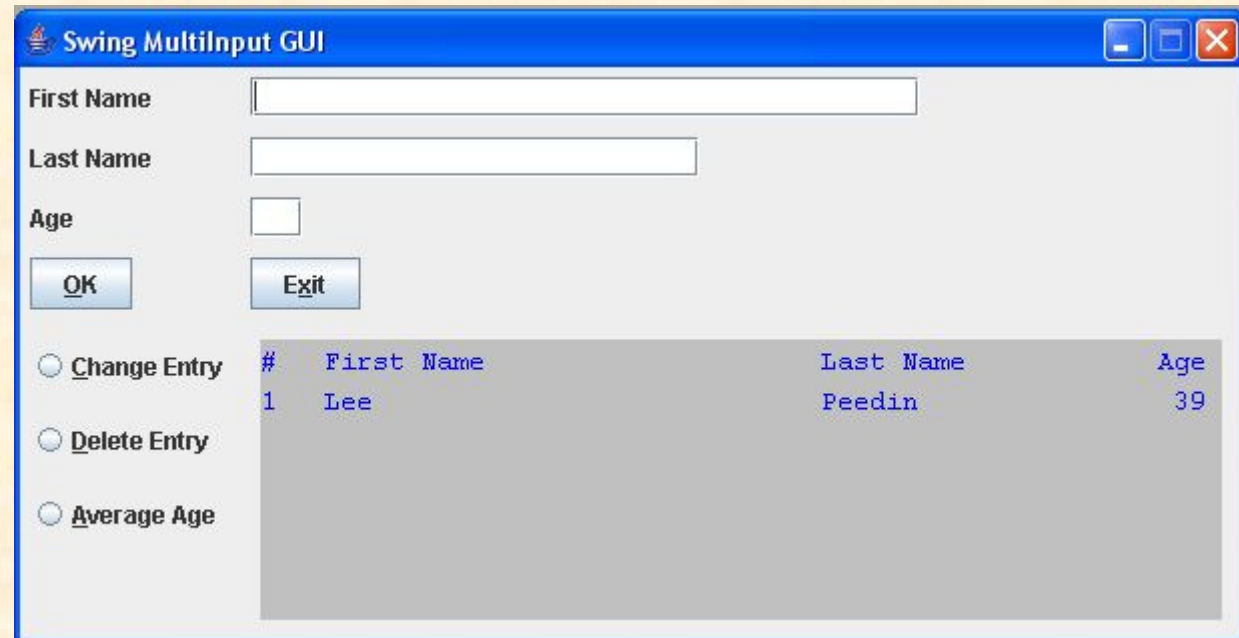 Swing MultiInput GUI
First Name
Last Name
Age
OK Exit
Change Entry
Delete Entry
Average Age
# First Name Last Name Age
1 Lee Peedin 39